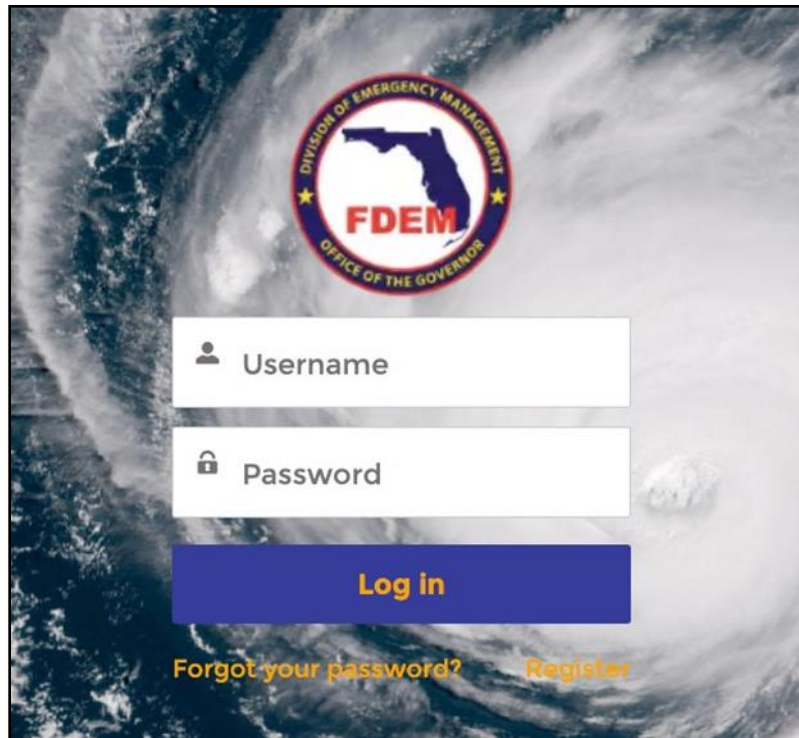 DIVISION OF EMERGENCY MANAGEMENT
FDEM
OFFICE OF THE GOVERNOR
Username
Password
Log in
Forgot your password? Register